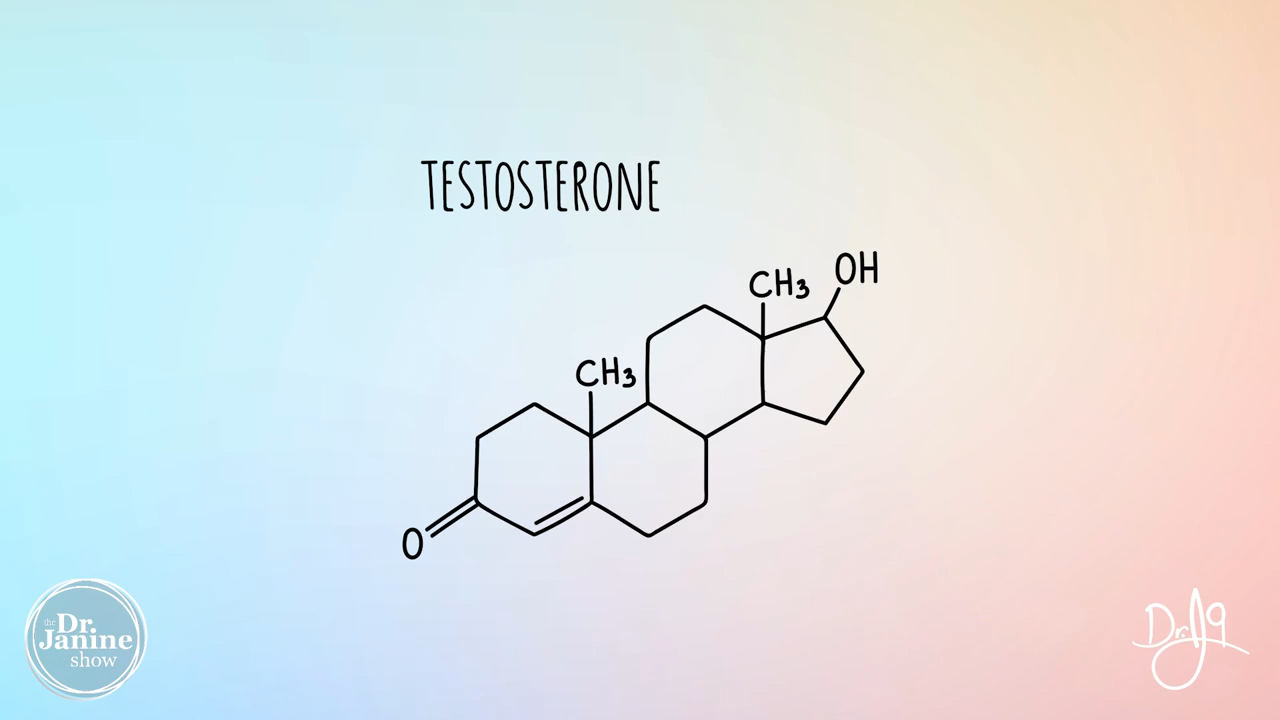 TESTOSTERONE
OH
CH3
CH3
O
the Dr.
Janine
show